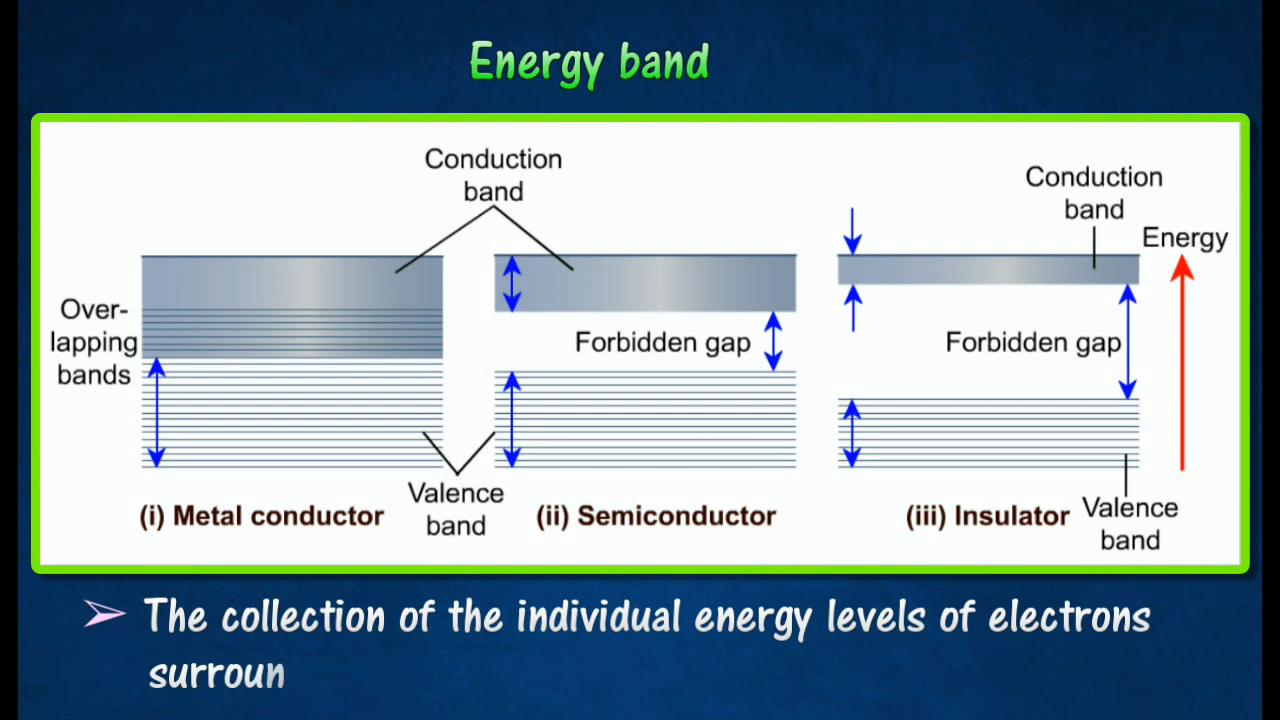 Energy band
Conduction
band
Conduction
band
Energy
Over-
lapping
bands
Forbidden gap
Forbidden gap
Valence
band
Valence
band
(i) Metal conductor
(ii) Semiconductor
(iii) Insulator
The collection of the individual energy levels of electrons
surroun